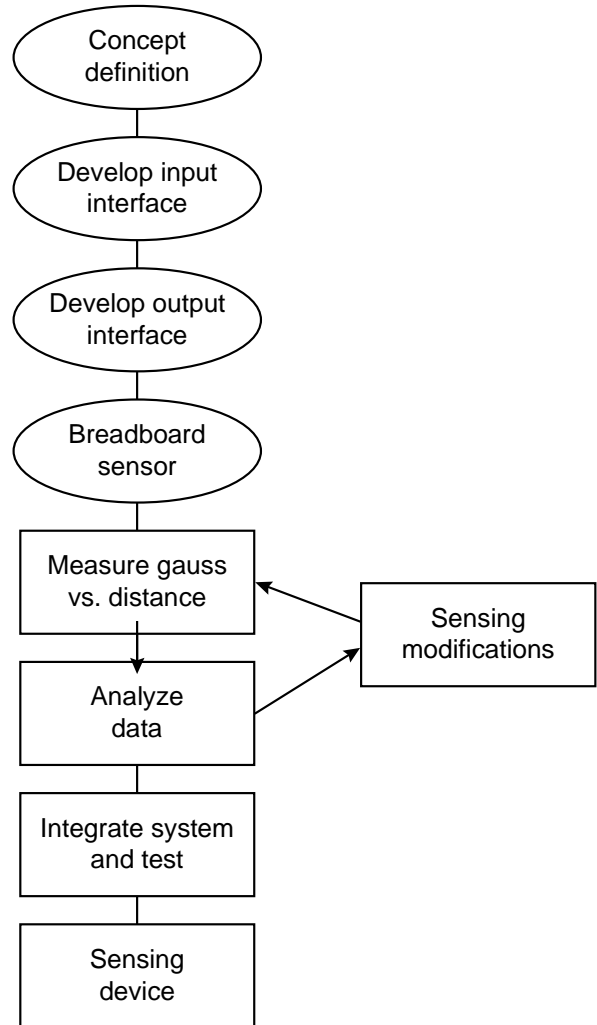 Concept
definition
Develop input
interface
Develop output
interface
Breadboard
sensor
Measure gauss
vs. distance
Sensing
modifications
Analyze
data
Integrate system
and test
Sensing
device